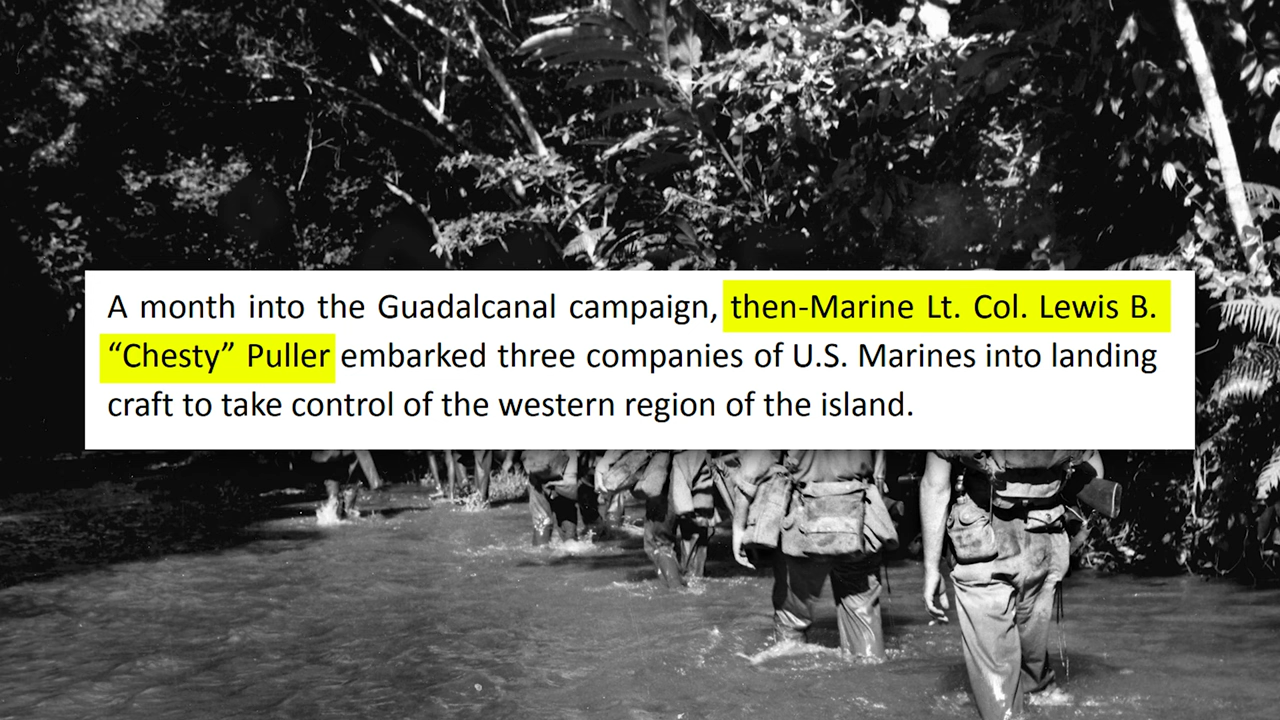 A month into the Guadalcanal campaign, then-Marine Lt. Col. Lewis B.
“Chesty” Puller embarked three companies of U.S. Marines into landing
craft to take control of the western region of the island.